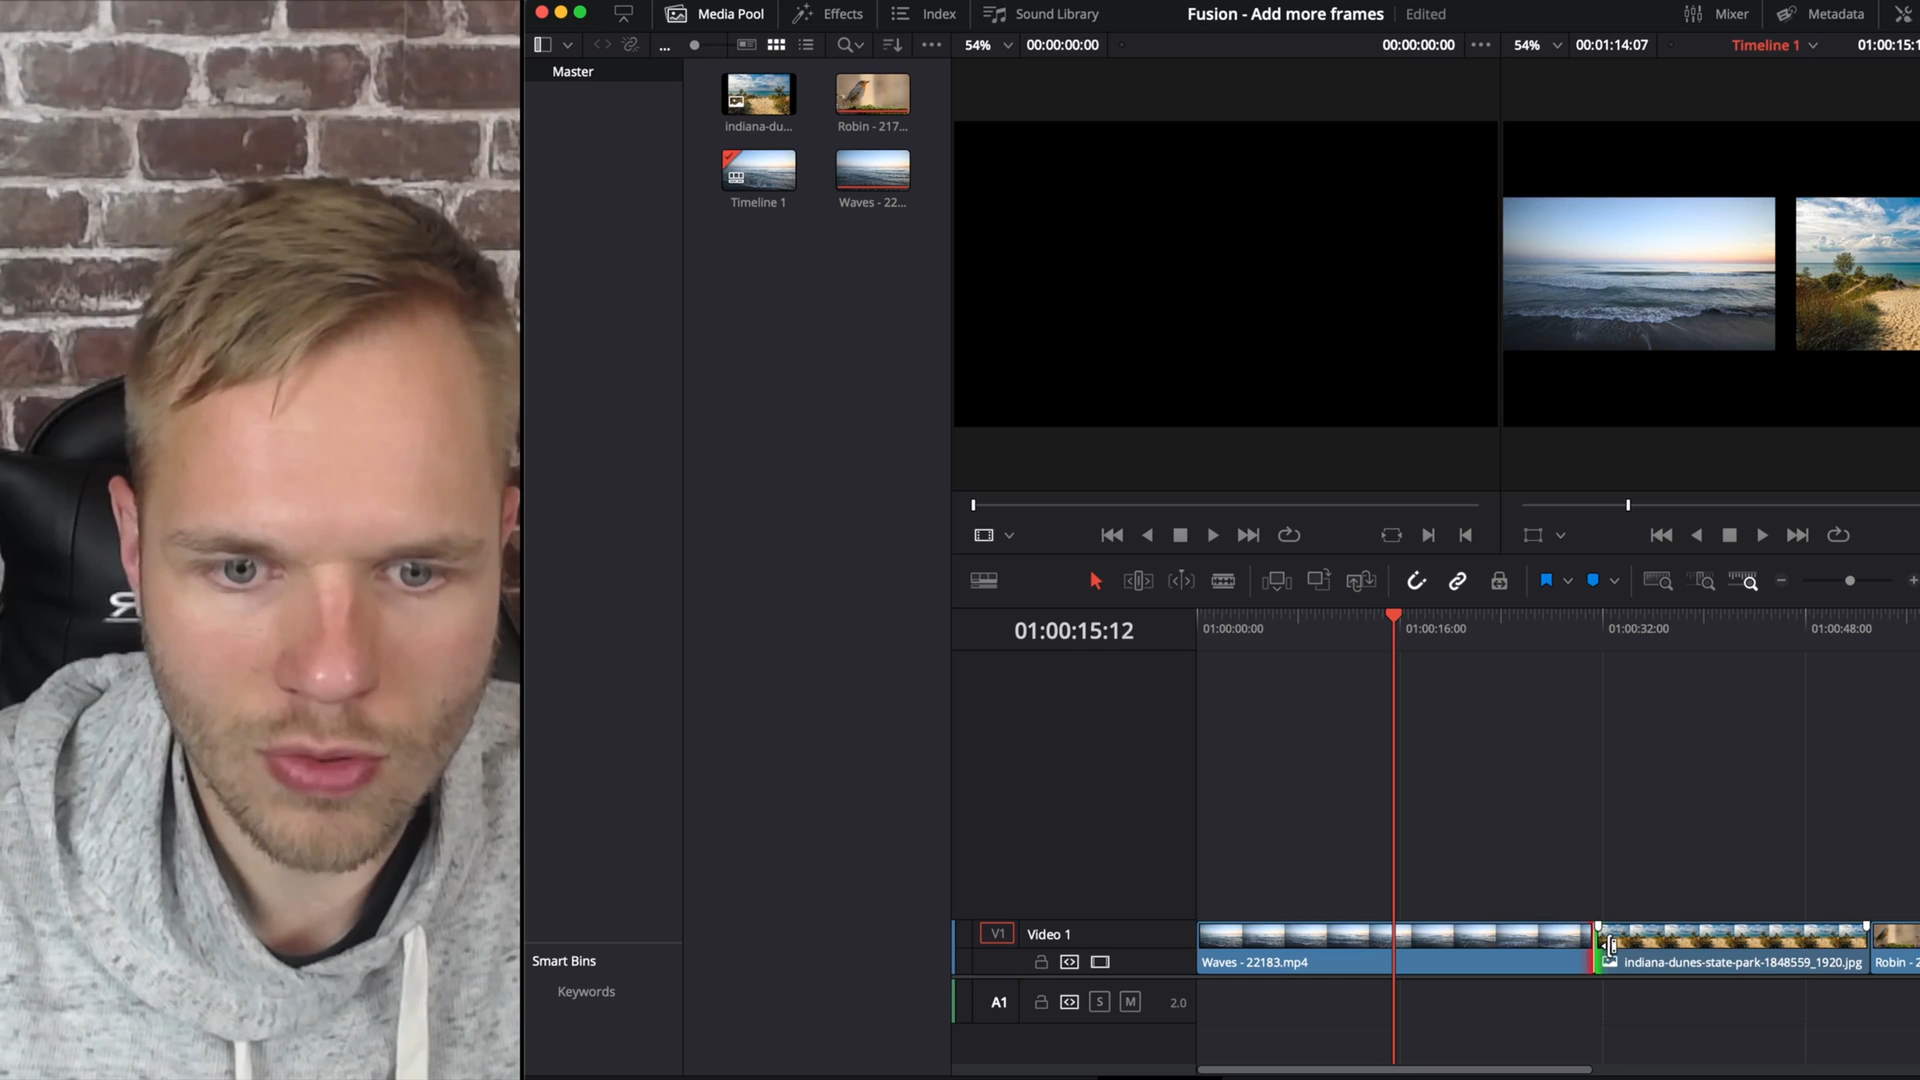 Media Pool
Effects
Index
Sound Library
Fusion - Add more frames
Edited
Mixer
Metadata
...
54%
00:00:00:00
00:00:00:00
54%
00:01:14:07
Timeline 1
01:00:15:1
Master
indiana-du...
Robin - 217...
Timeline 1
Waves - 22...
01:00:15:12
01:00:00:00
01:00:16:00
01:00:32:00
01:00:48:00
V1
Video 1
Waves - 22183.mp4
indiana-dunes-state-park-1848559_1920.jpg
Robin - 2
Smart Bins
Keywords
A1
S
M
2.0